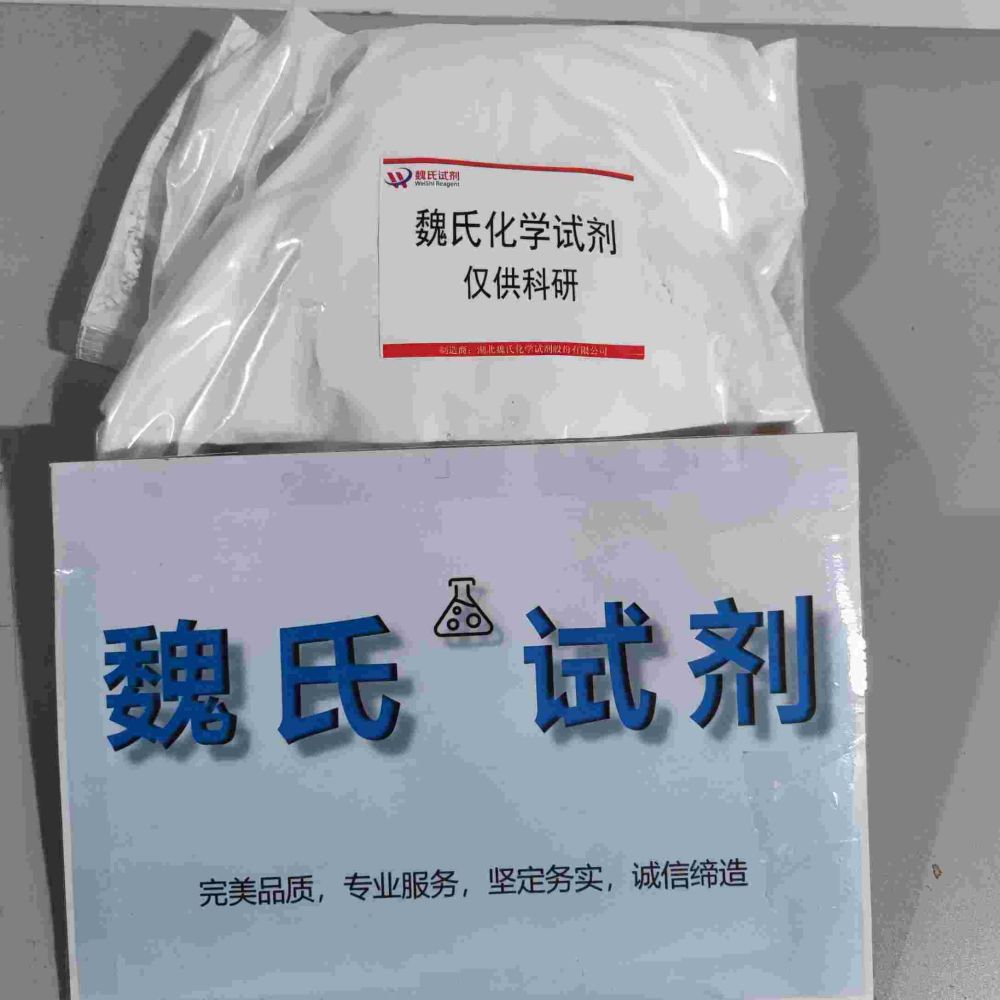 魏氏试剂
WeiShi Reagent
魏氏化学试剂
仅供科研
制造商：湖北魏氏化学试剂股份有限公司
魏氏 试剂
完美品质，专业服务，坚定务实，诚信缔造